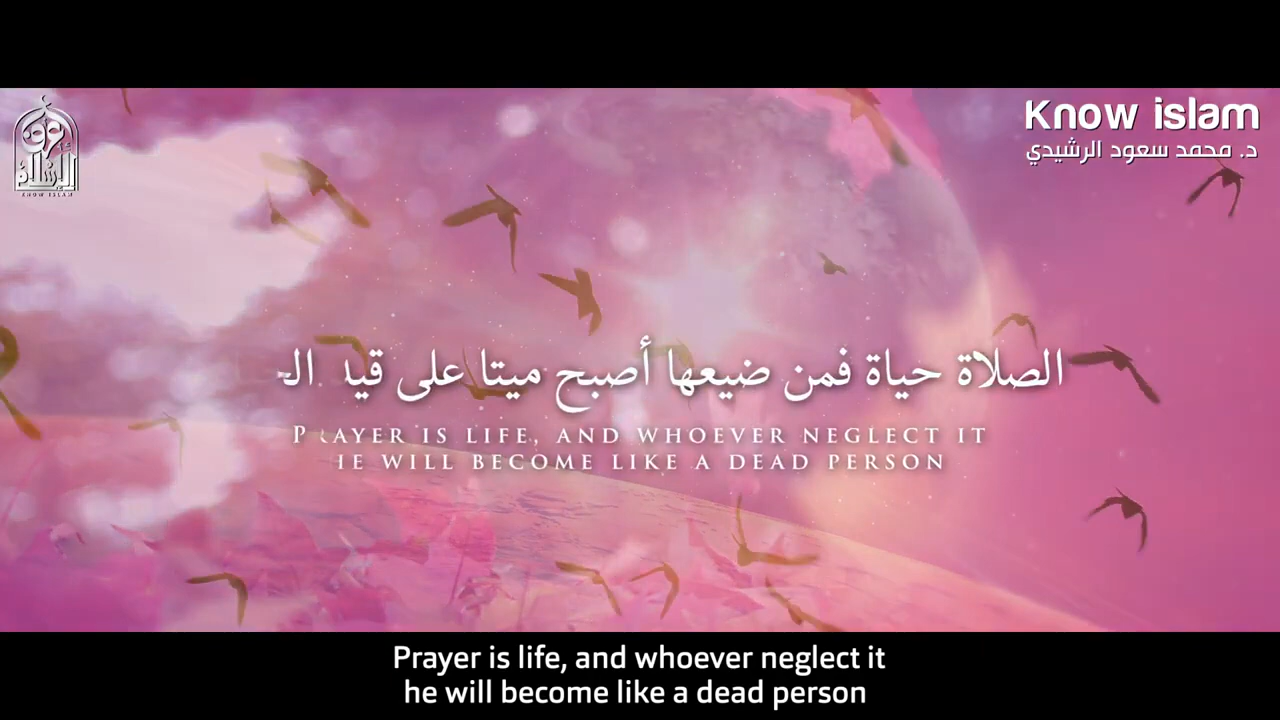 Know islam
د. محمد سعود الرشيدي
KNOW ISLAM
الصلاة حياة فمن ضيعها أصبح ميتا على قيد
PRAYER IS LIFE, AND WHOEVER NEGLECT IT
HE WILL BECOME LIKE A DEAD PERSON
Prayer is life, and whoever neglect it
he will become like a dead person